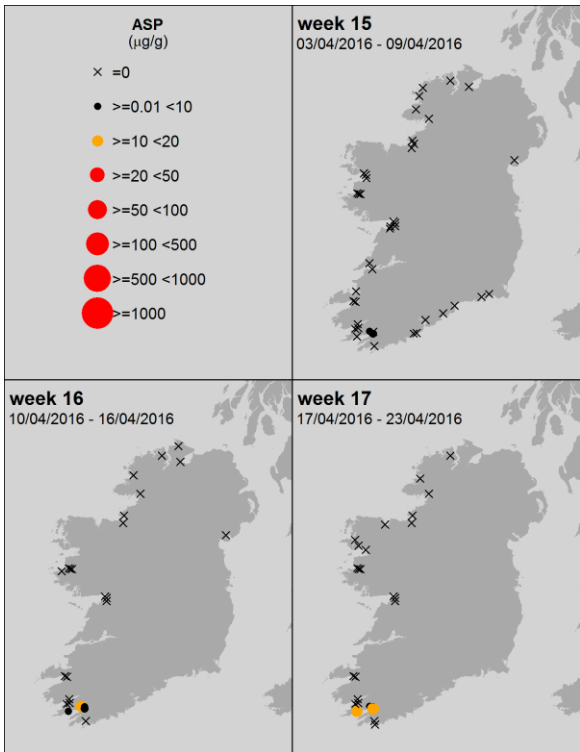 ASP
(µg/g)
=0
>=0.01 <10
>=10 <20
>=20 <50
>=50 <100
>=100 <500
>=500 <1000
>=1000
week 15
03/04/2016 - 09/04/2016
week 16
10/04/2016 - 16/04/2016
week 17
17/04/2016 - 23/04/2016